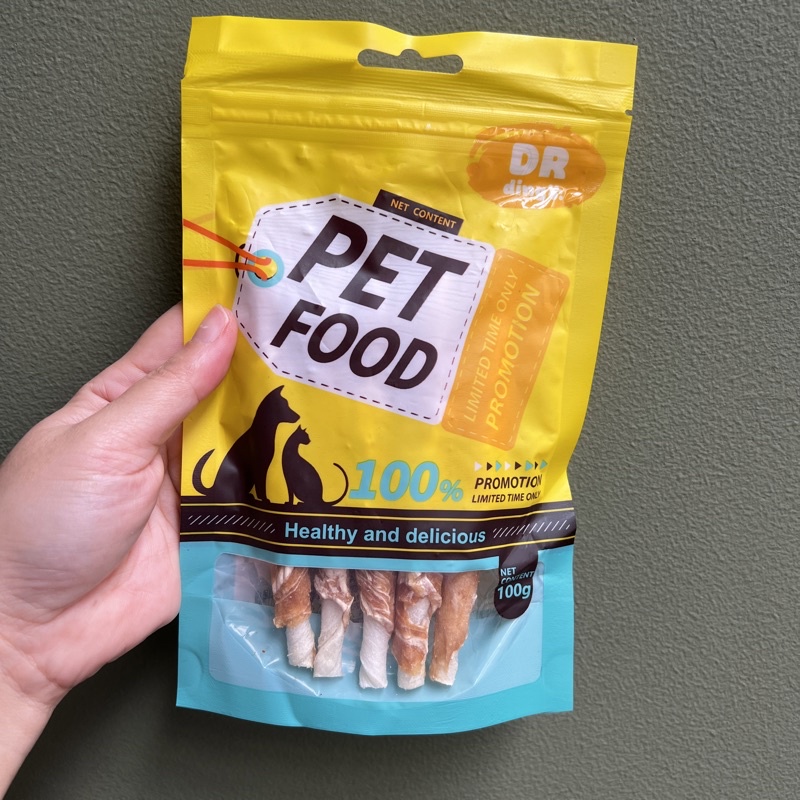 DR
NET CONTENT
PET
FOOD
LIMITED TIME ONLY
PROMOTION
100%
PROMOTION
LIMITED TIME ONLY
Healthy and delicious
NET
CONTENT
100g